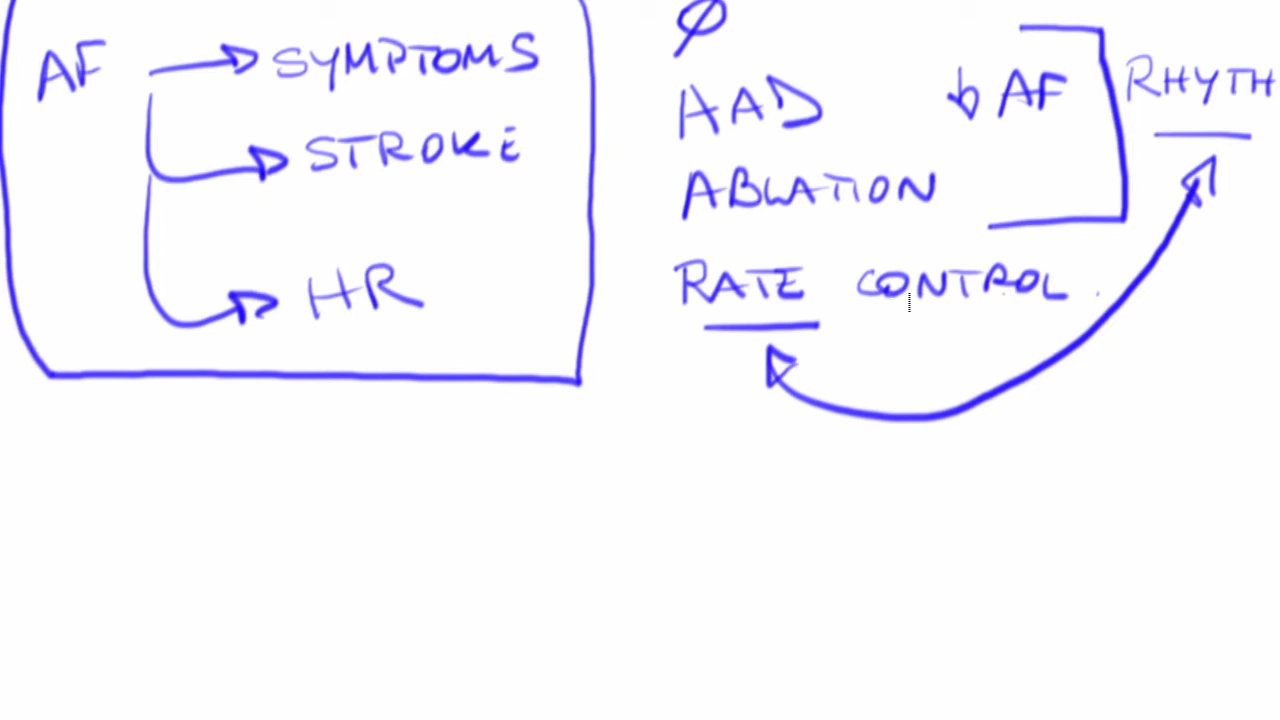 AF → SYMPTOMS
→ STROKE
→ HR
Ø
AAD ↓ AF
ABLATION
RATE CONTROL
RHYTH